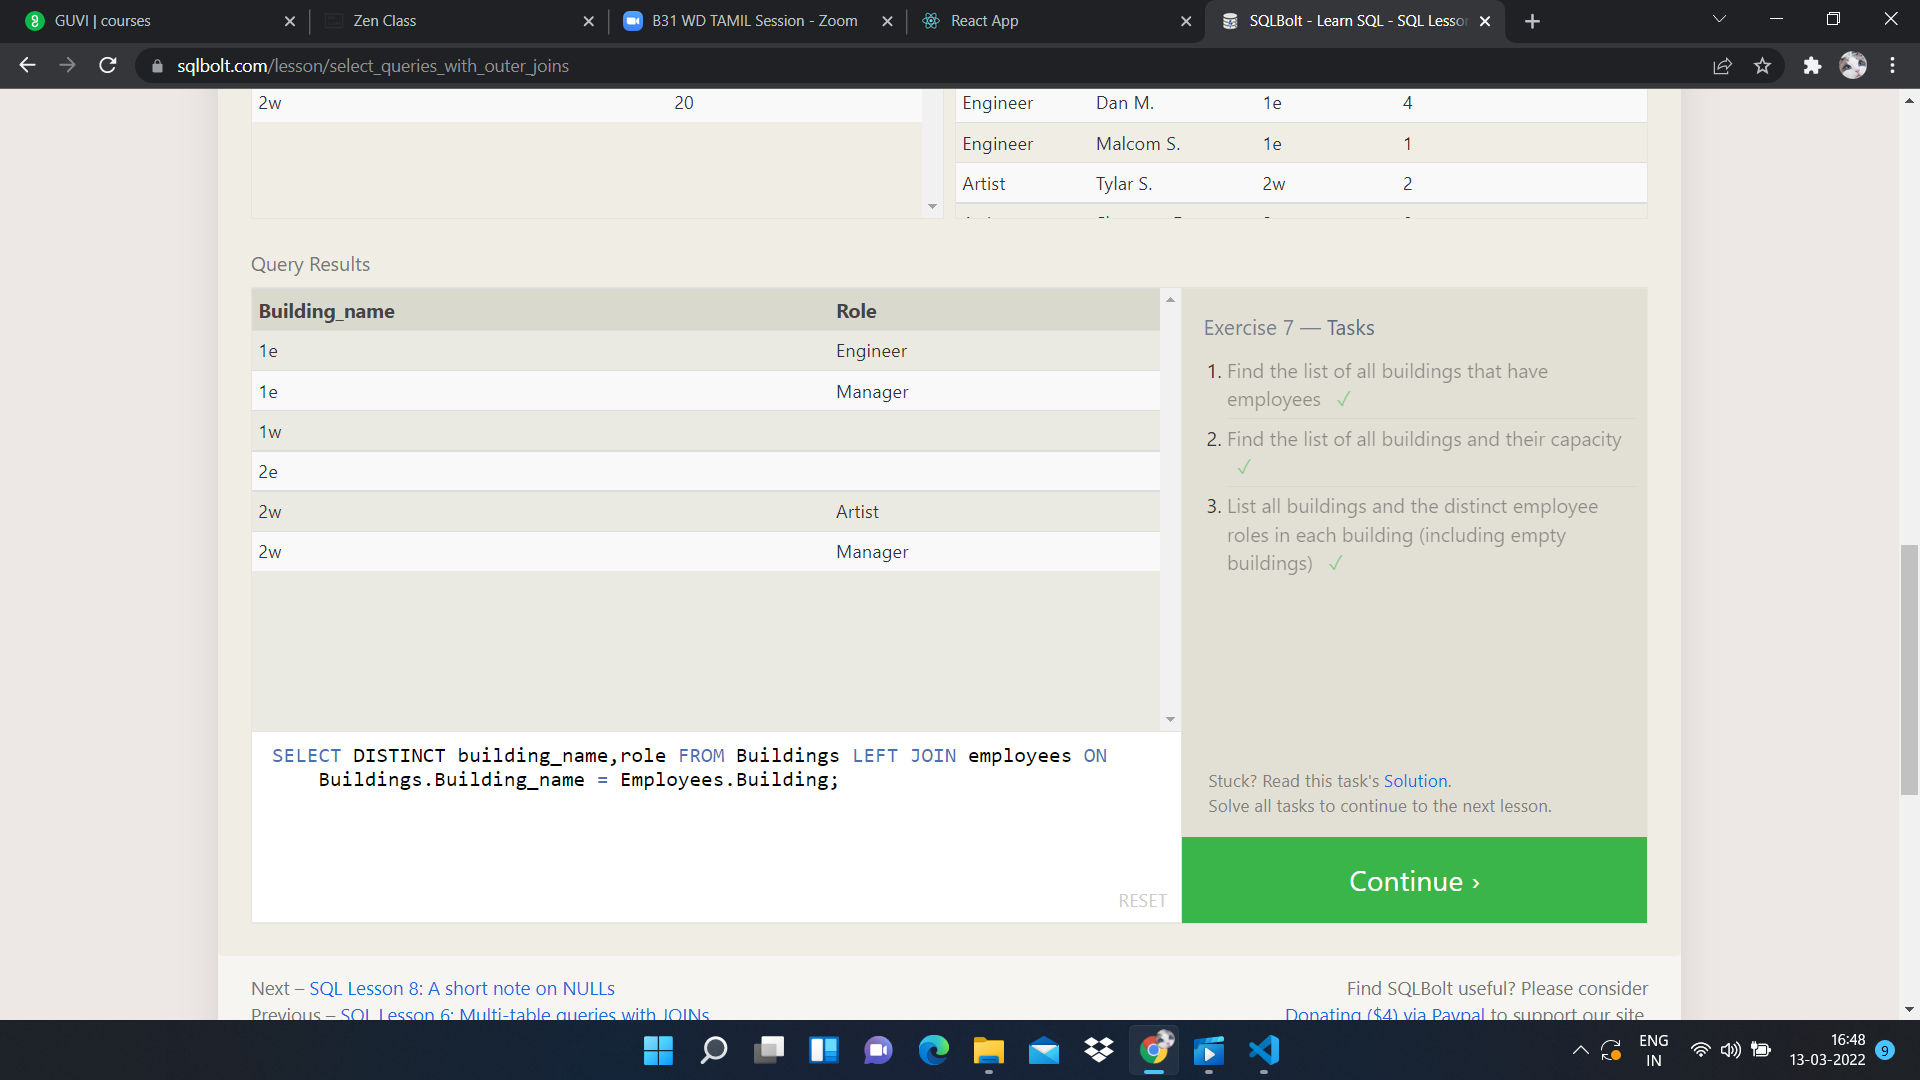 GUVI | courses
Zen Class
B31 WD TAMIL Session - Zoom
React App
SQLBolt - Learn SQL - SQL Lesso
sqlbolt.com/lesson/select_queries_with_outer_joins
2w 20
Engineer Dan M. 1e 4
Engineer Malcom S. 1e 1
Artist Tylar S. 2w 2
Query Results
Building_name Role
1e Engineer
1e Manager
1w
2e
2w Artist
2w Manager
Exercise 7 — Tasks
1. Find the list of all buildings that have
employees ✓
2. Find the list of all buildings and their capacity
✓
3. List all buildings and the distinct employee
roles in each building (including empty
buildings) ✓
SELECT DISTINCT building_name,role FROM Buildings LEFT JOIN employees ON
Buildings.Building_name = Employees.Building;
RESET
Stuck? Read this task's Solution.
Solve all tasks to continue to the next lesson.
Continue ›
Next – SQL Lesson 8: A short note on NULLs
Previous – SQL Lesson 6: Multi-table queries with JOINs
Find SQLBolt useful? Please consider
Donating ($4) via Paypal to support our site.
ENG
IN
16:48
13-03-2022
9